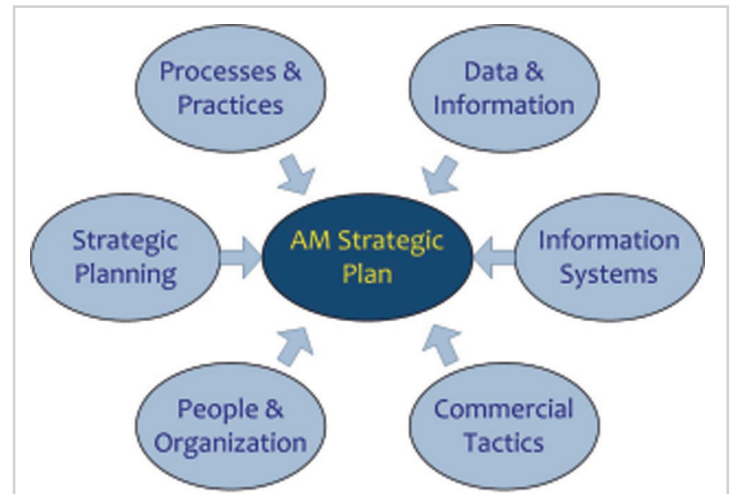 Processes &
Practices
Data &
Information
Strategic
Planning
AM Strategic
Plan
Information
Systems
People &
Organization
Commercial
Tactics